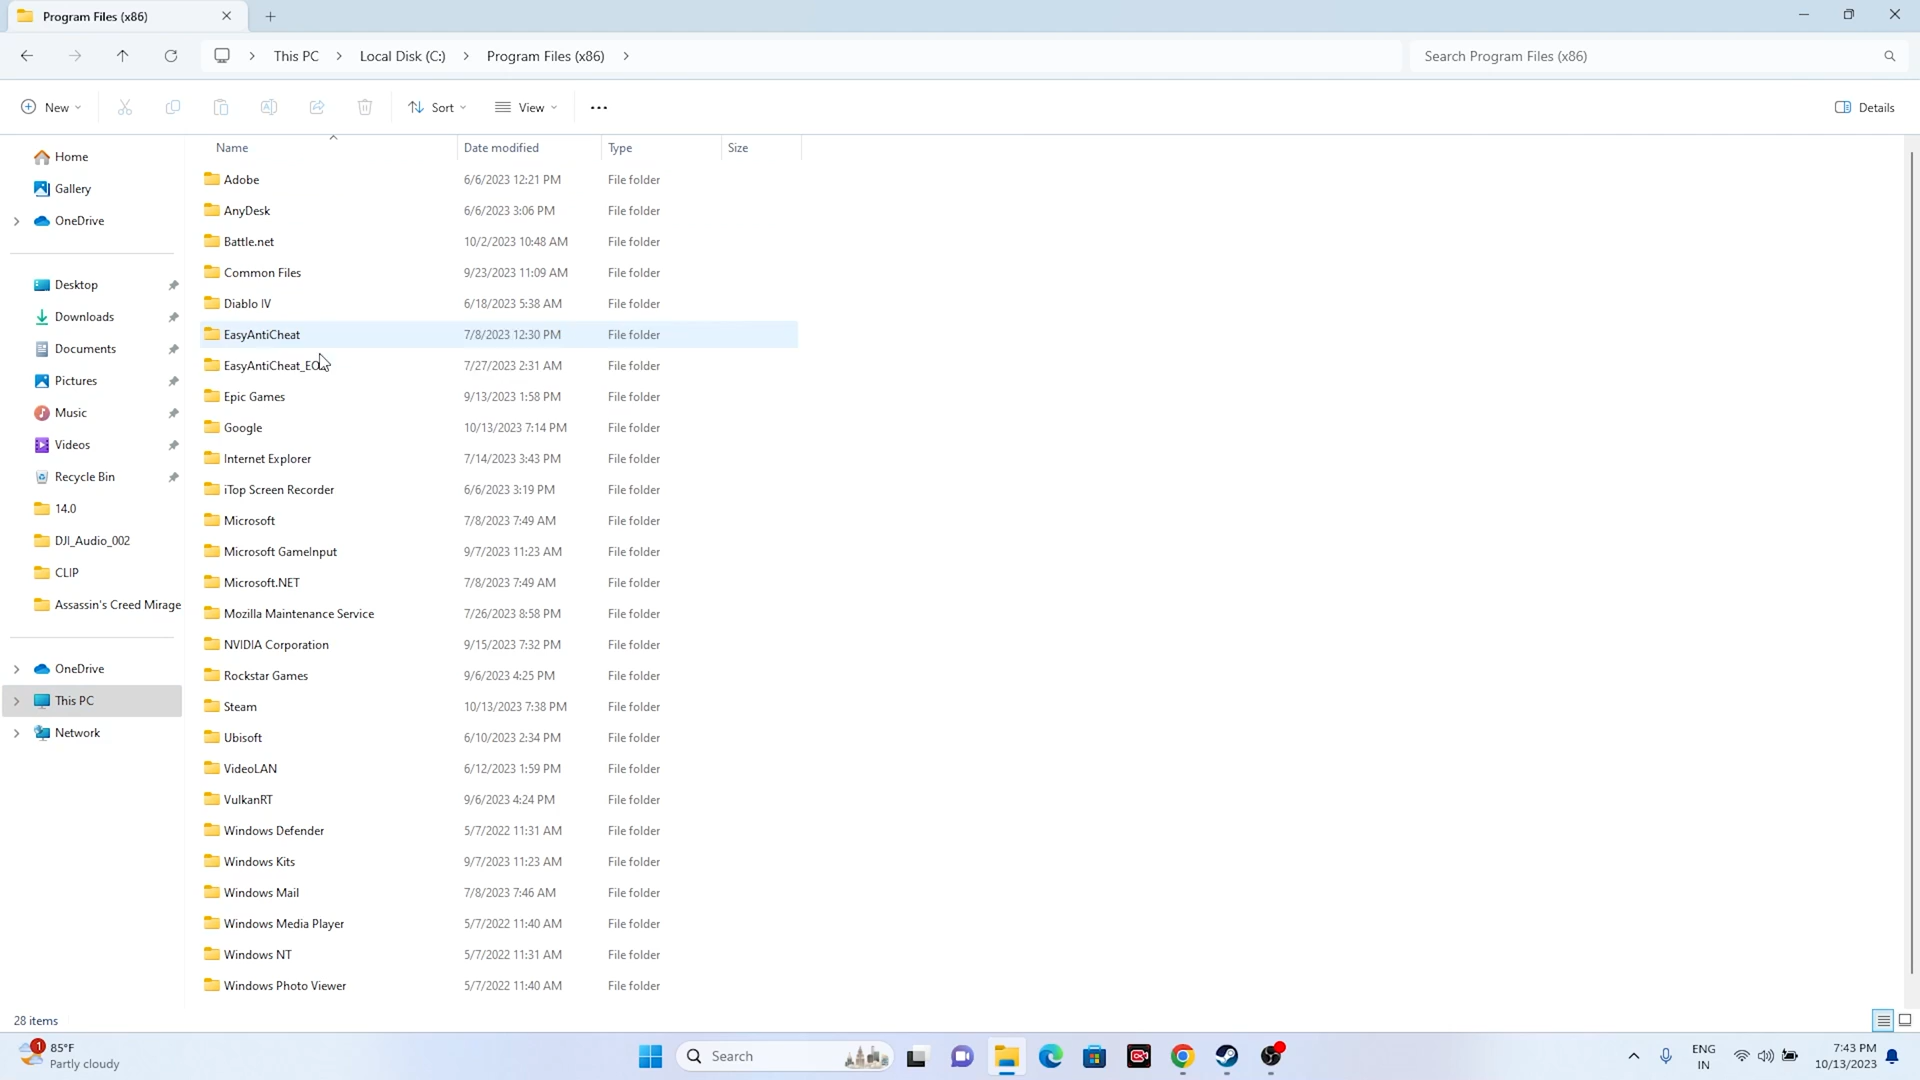 Program Files (x86)
This PC
Local Disk (C:)
Program Files (x86)
Search Program Files (x86)
New
Sort
View
Details
Name
Date modified
Type
Size
Home
Gallery
OneDrive
Desktop
Downloads
Documents
Pictures
Music
Videos
Recycle Bin
14.0
DJI_Audio_002
CLIP
Assassin's Creed Mirage
OneDrive
This PC
Network
Adobe 6/6/2023 12:21 PM File folder
AnyDesk 6/6/2023 3:06 PM File folder
Battle.net 10/2/2023 10:48 AM File folder
Common Files 9/23/2023 11:09 AM File folder
Diablo IV 6/18/2023 5:38 AM File folder
EasyAntiCheat 7/8/2023 12:30 PM File folder
7/27/2023 2:31 AM File folder
Epic Games 9/13/2023 1:58 PM File folder
Google 10/13/2023 7:14 PM File folder
Internet Explorer 7/14/2023 3:43 PM File folder
iTop Screen Recorder 6/6/2023 3:19 PM File folder
Microsoft 7/8/2023 7:49 AM File folder
Microsoft GameInput 9/7/2023 11:23 AM File folder
Microsoft.NET 7/8/2023 7:49 AM File folder
Mozilla Maintenance Service 7/26/2023 8:58 PM File folder
NVIDIA Corporation 9/15/2023 7:32 PM File folder
Rockstar Games 9/6/2023 4:25 PM File folder
Steam 10/13/2023 7:38 PM File folder
Ubisoft 6/10/2023 2:34 PM File folder
VideoLAN 6/12/2023 1:59 PM File folder
VulkanRT 9/6/2023 4:24 PM File folder
Windows Defender 5/7/2022 11:31 AM File folder
Windows Kits 9/7/2023 11:23 AM File folder
Windows Mail 7/8/2023 7:46 AM File folder
Windows Media Player 5/7/2022 11:40 AM File folder
Windows NT 5/7/2022 11:31 AM File folder
Windows Photo Viewer 5/7/2022 11:40 AM File folder
28 items
1
85°F
Partly cloudy
Search
ENG
IN
7:43 PM
10/13/2023